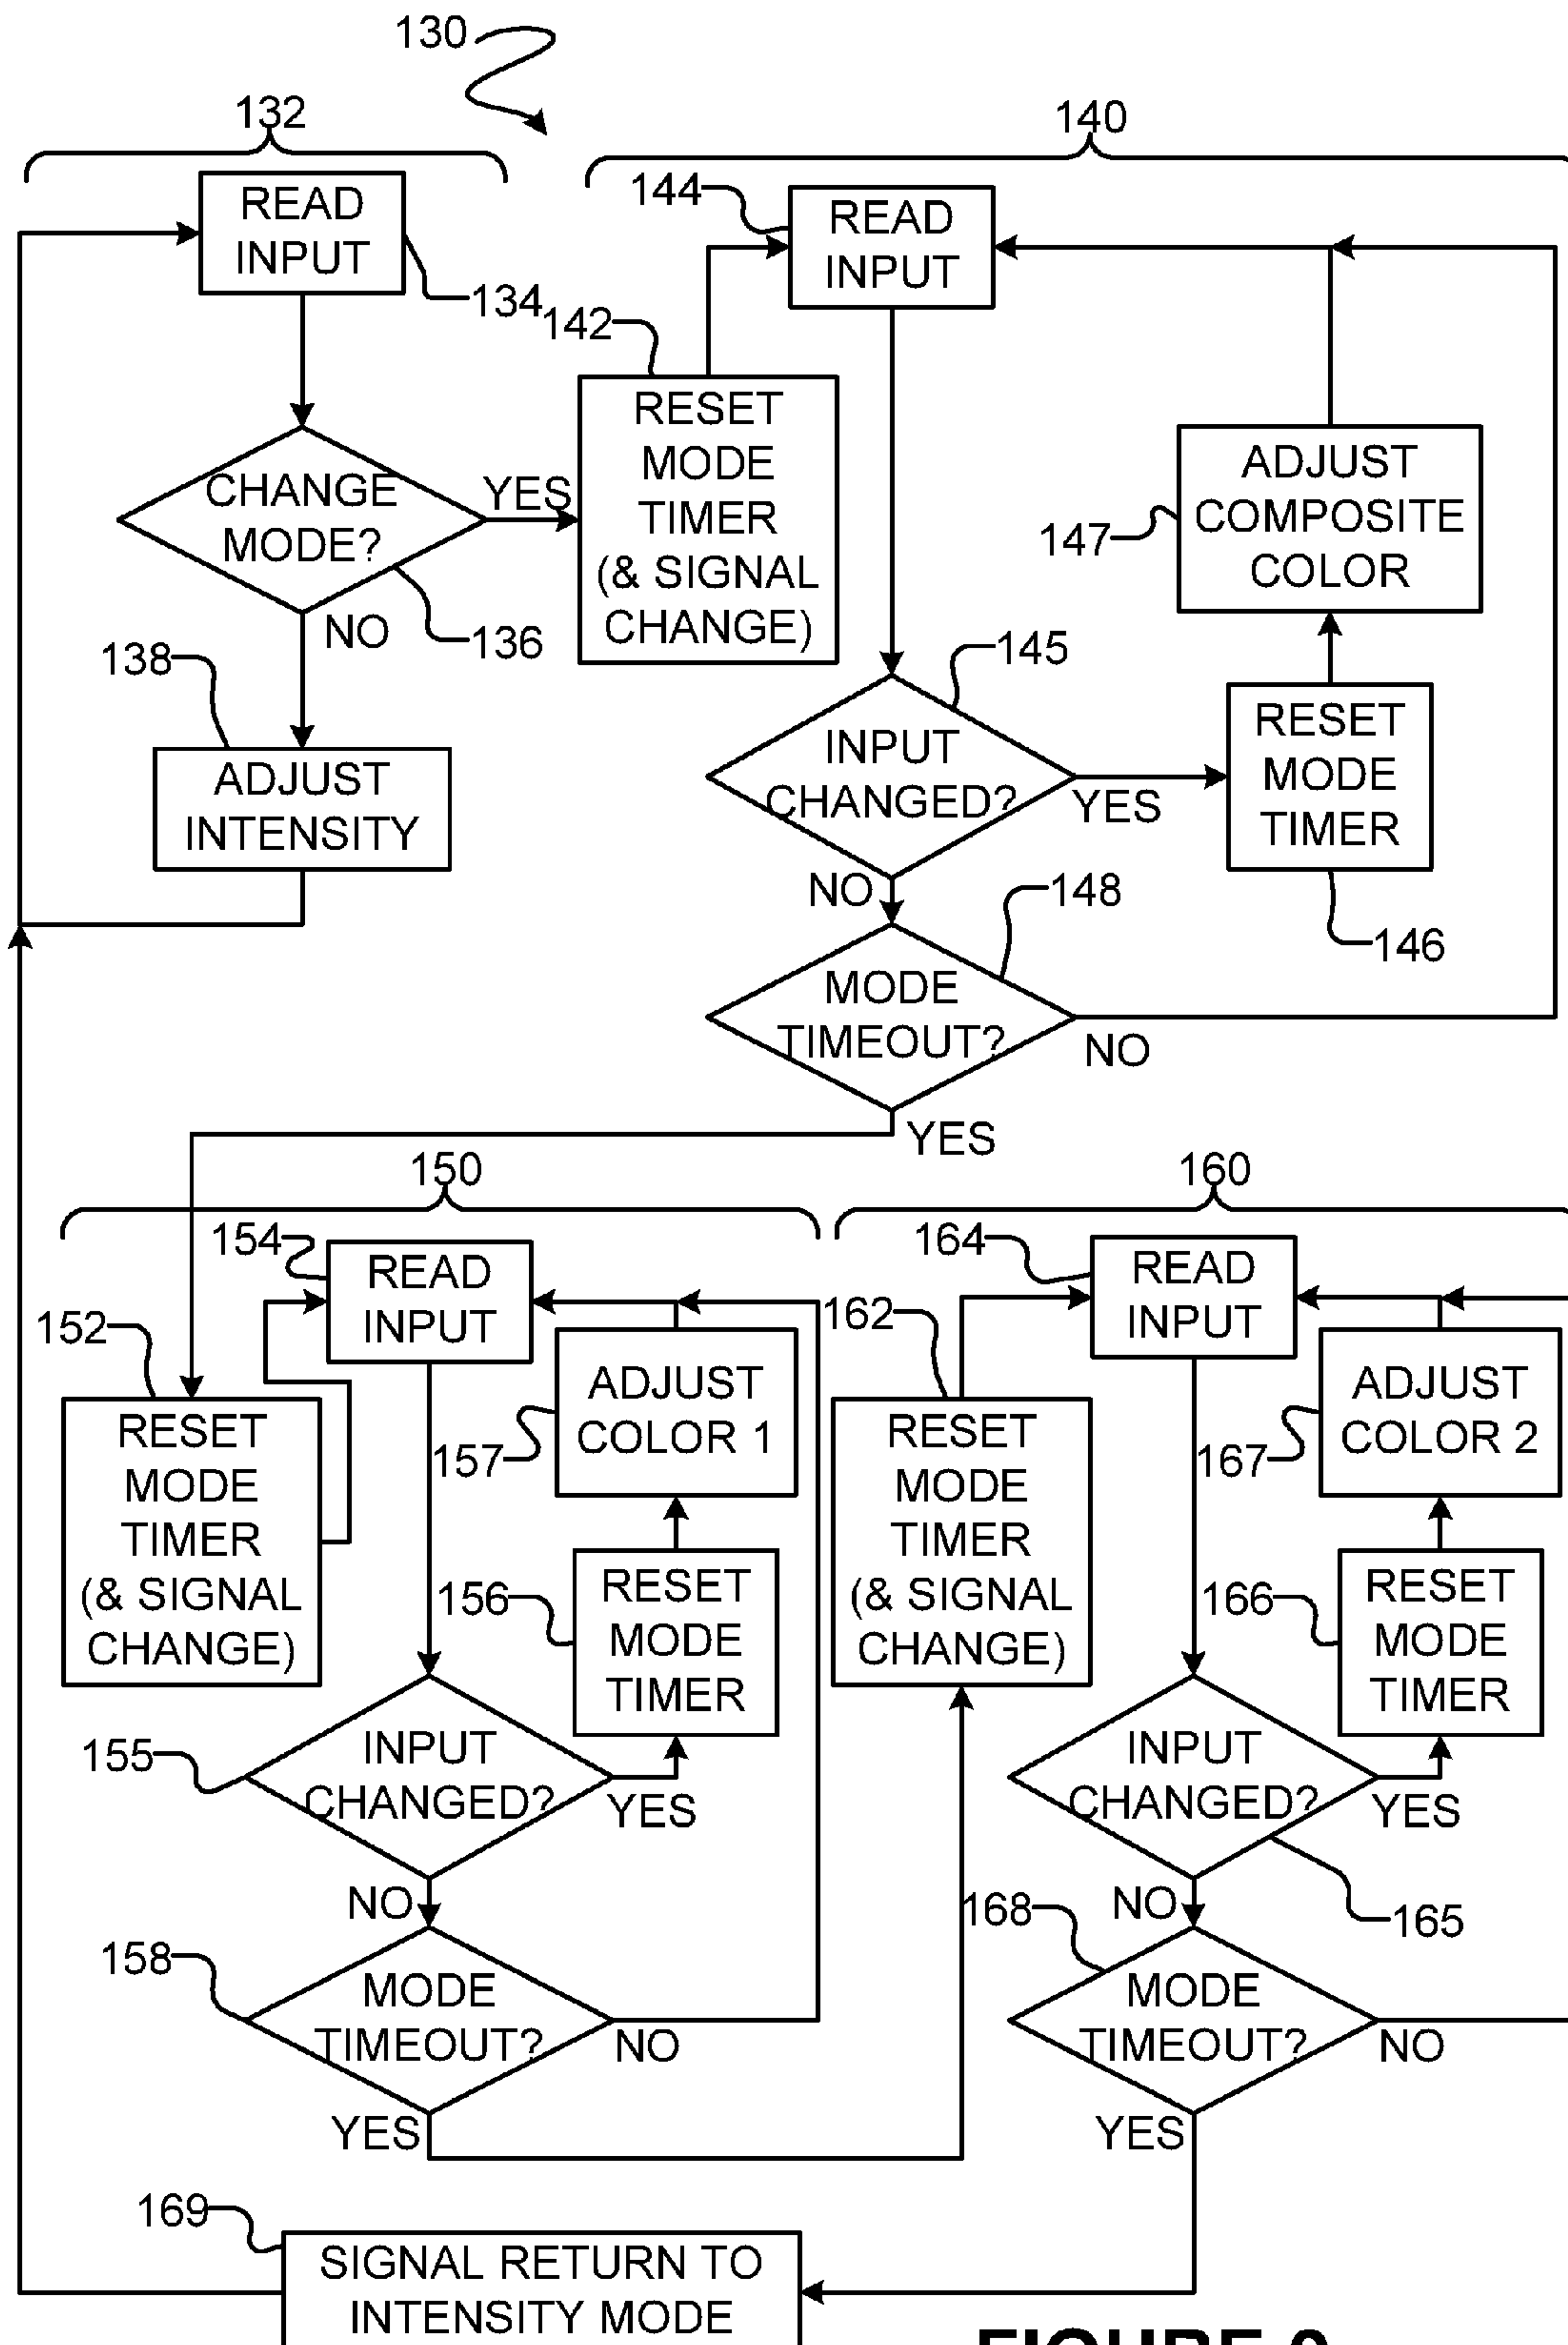 130
132
READ
INPUT
134
CHANGE
MODE?
YES
136
NO
138
ADJUST
INTENSITY
140
144
READ
INPUT
142
RESET
MODE
TIMER
(& SIGNAL
CHANGE)
ADJUST
COMPOSITE
COLOR
147
145
INPUT
CHANGED?
YES
RESET
MODE
TIMER
146
NO
148
MODE
TIMEOUT?
NO
YES
150
154
READ
INPUT
152
RESET
MODE
TIMER
(& SIGNAL
CHANGE)
ADJUST
COLOR 1
157
156
RESET
MODE
TIMER
155
INPUT
CHANGED?
YES
NO
158
MODE
TIMEOUT?
NO
YES
160
164
READ
INPUT
162
RESET
MODE
TIMER
(& SIGNAL
CHANGE)
ADJUST
COLOR 2
167
166
RESET
MODE
TIMER
INPUT
CHANGED?
YES
165
NO
168
MODE
TIMEOUT?
NO
YES
169
SIGNAL RETURN TO
INTENSITY MODE